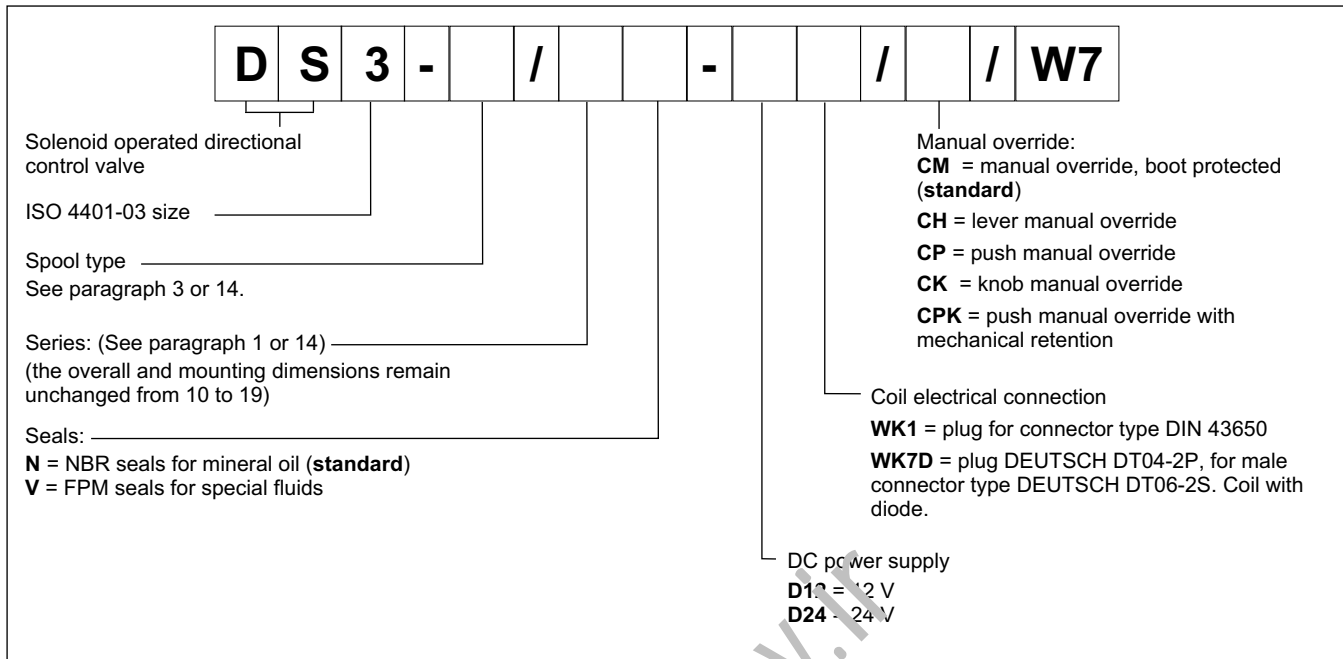 D S 3 - / - / / W7
Solenoid operated directional
control valve
ISO 4401-03 size
Spool type
See paragraph 3 or 14.
Series: (See paragraph 1 or 14)
(the overall and mounting dimensions remain
unchanged from 10 to 19)
Seals:
N = NBR seals for mineral oil (standard)
V = FPM seals for special fluids
Manual override:
CM = manual override, boot protected
(standard)
CH = lever manual override
CP = push manual override
CK = knob manual override
CPK = push manual override with
mechanical retention
Coil electrical connection
WK1 = plug for connector type DIN 43650
WK7D = plug DEUTSCH DT04-2P, for male
connector type DEUTSCH DT06-2S. Coil with
diode.
DC power supply
D12 = 12 V
D24 = 24 V